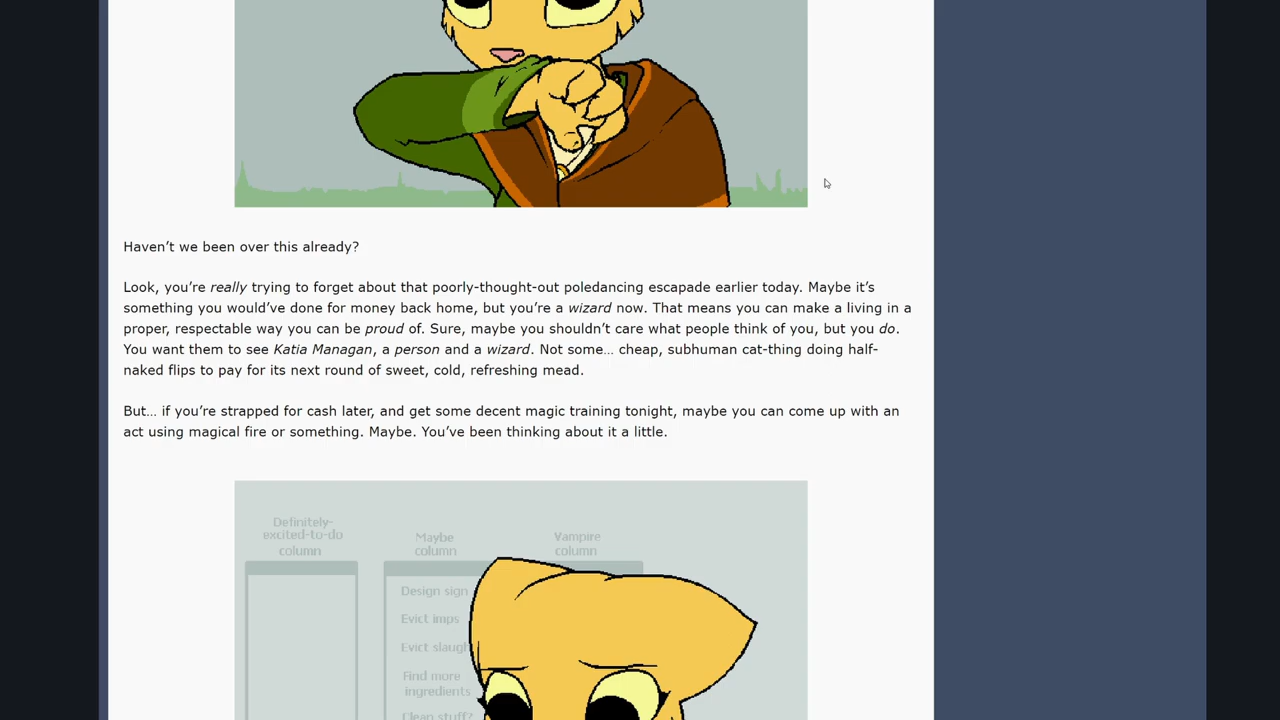 Haven't we been over this already?
Look, you're really trying to forget about that poorly-thought-out poledancing escapade earlier today. Maybe it's
something you would've done for money back home, but you're a wizard now. That means you can make a living in a
proper, respectable way you can be proud of. Sure, maybe you shouldn't care what people think of you, but you do.
You want them to see Katia Managan, a person and a wizard. Not some… cheap, subhuman cat-thing doing half-
naked flips to pay for its next round of sweet, cold, refreshing mead.
But… if you're strapped for cash later, and get some decent magic training tonight, maybe you can come up with an
act using magical fire or something. Maybe. You've been thinking about it a little.
Definitely-
excited-to-do
column
Maybe
column
Vampire
column
Design sign
Evict imps
Evict
Find more
ingredients
Clean stuff?